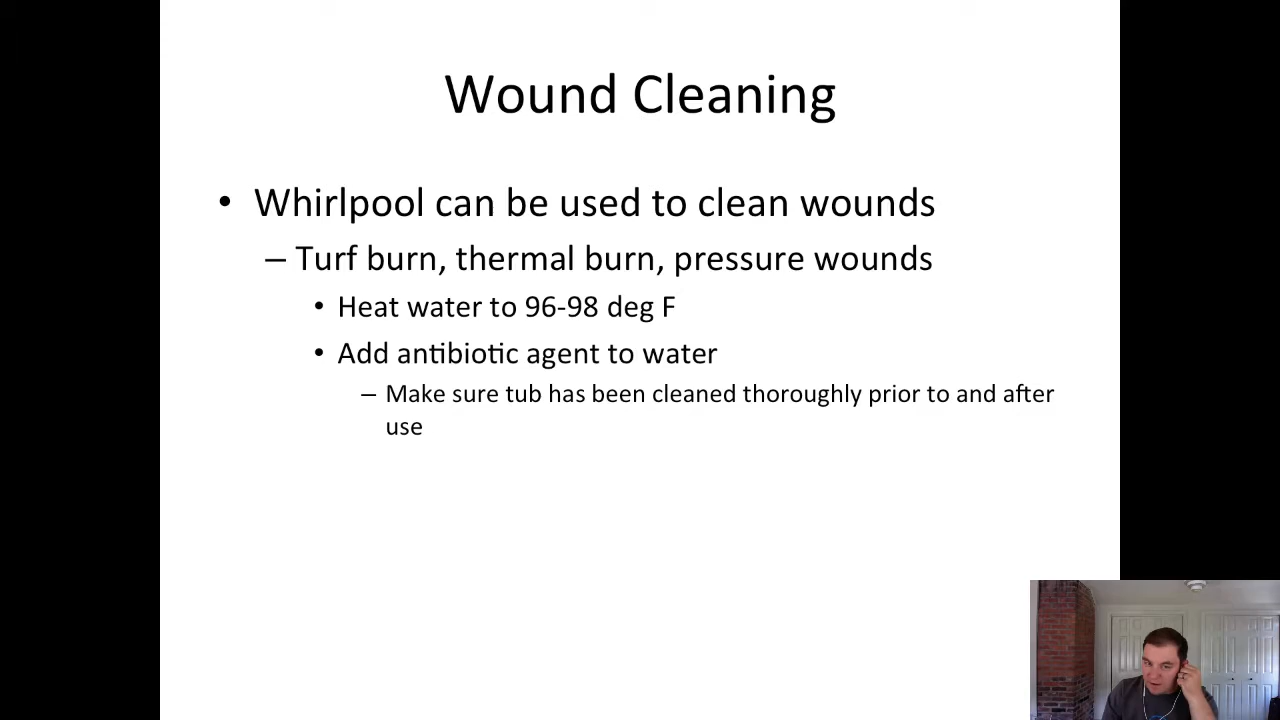 Wound Cleaning
• Whirlpool can be used to clean wounds
– Turf burn, thermal burn, pressure wounds
• Heat water to 96-98 deg F
• Add antibiotic agent to water
– Make sure tub has been cleaned thoroughly prior to and after
use